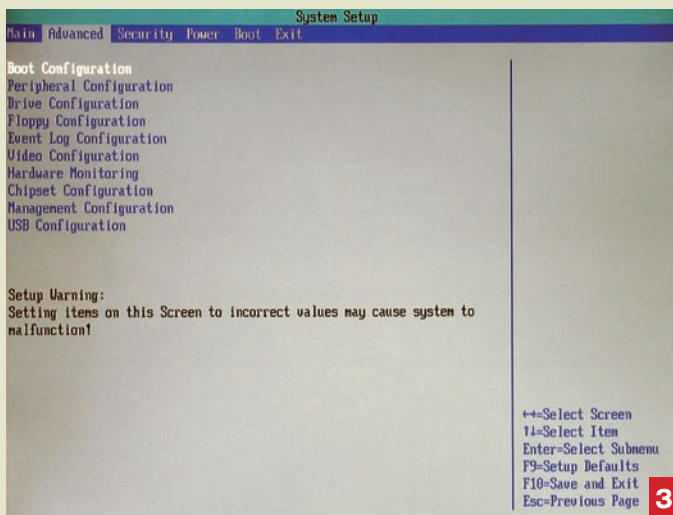 System Setup
Main Advanced Security Power Boot Exit
Boot Configuration
Peripheral Configuration
Drive Configuration
Floppy Configuration
Event Log Configuration
Video Configuration
Hardware Monitoring
Chipset Configuration
Management Configuration
USB Configuration
Setup Warning:
Setting items on this Screen to incorrect values may cause system to
malfunction!
←→=Select Screen
↑↓=Select Item
Enter=Select Submenu
F9=Setup Defaults
F10=Save and Exit
Esc=Previous Page
3